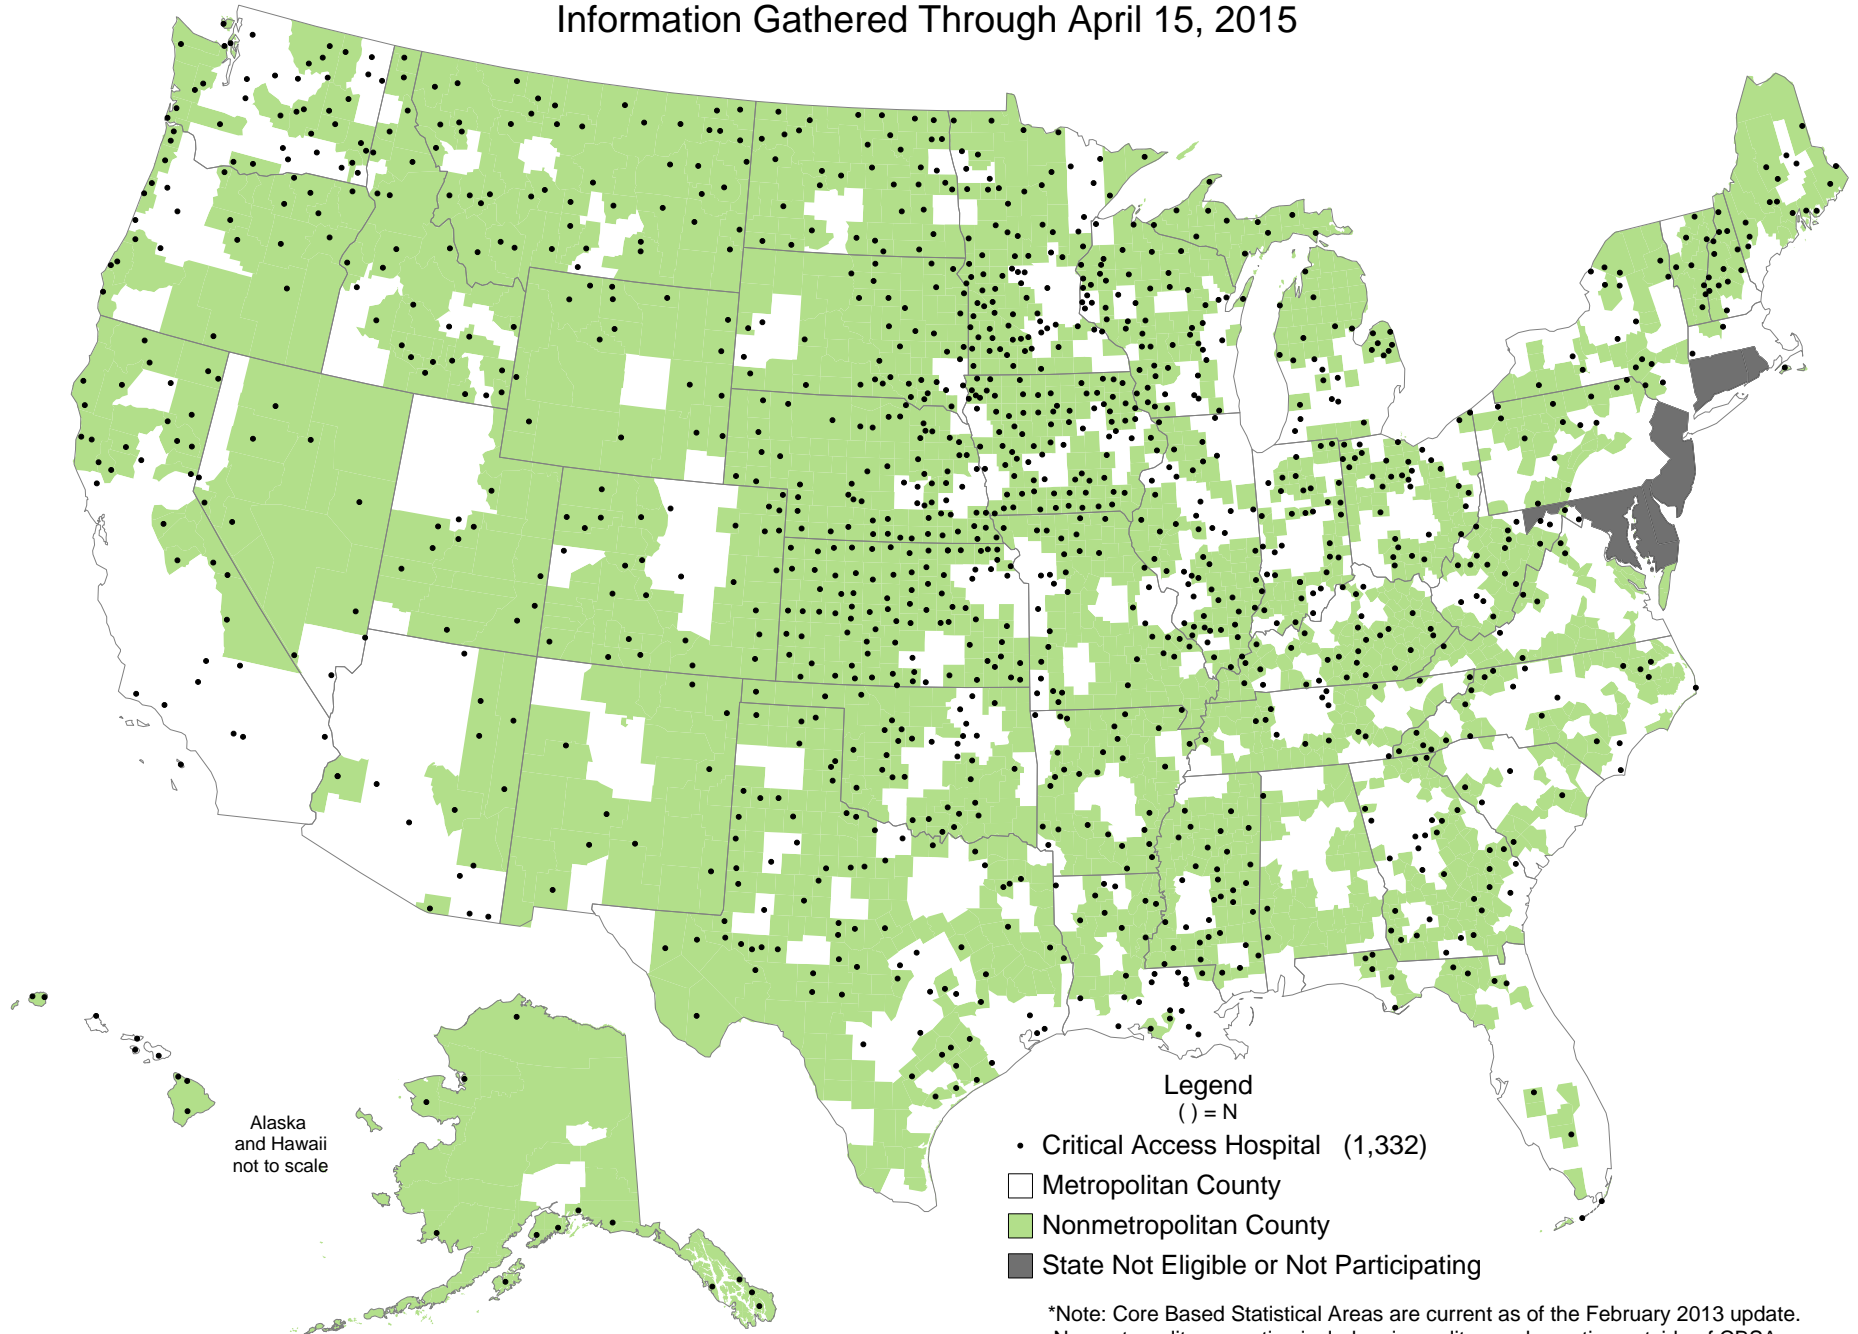 Information Gathered Through April 15, 2015
Alaska
and Hawaii
not to scale
Legend
( ) = N
Critical Access Hospital (1,332)
Metropolitan County
Nonmetropolitan County
State Not Eligible or Not Participating
*Note: Core Based Statistical Areas are current as of the February 2013 update.